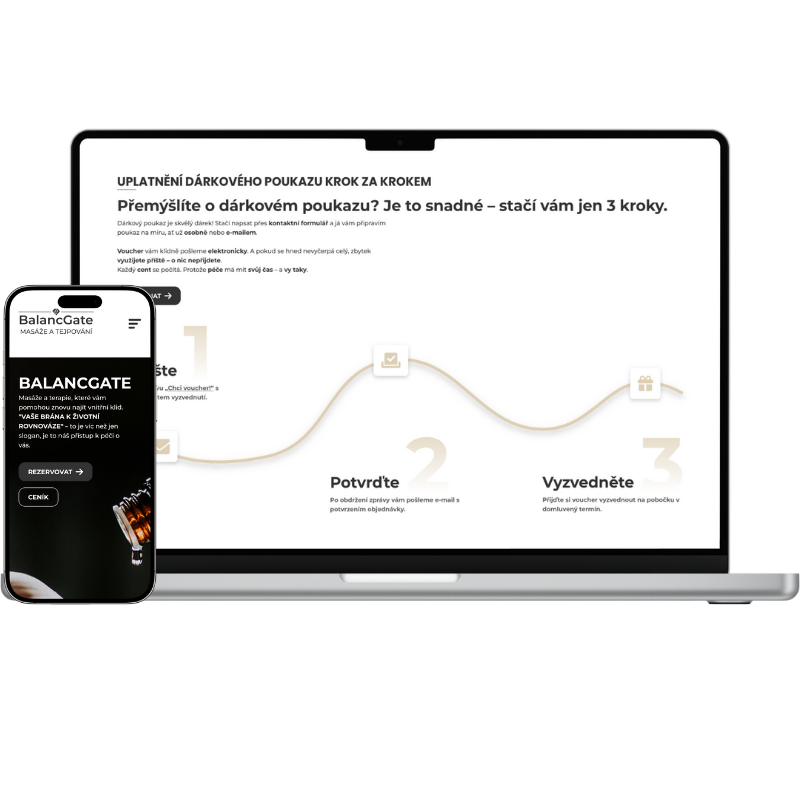 UPLATNĚNÍ DÁRKOVÉHO POUKAZU KROK ZA KROKEM
Přemýšlíte o dárkovém poukazu? Je to snadné – stačí vám jen 3 kroky.
Dárkový poukaz je skvělý dárek! Stačí napsat přes kontaktní formulář a já vám připravím
poukaz na míru, ať už osobně nebo e-mailem.
Voucher vám klidně pošleme elektronicky. A pokud se hned nevyčerpá celý, zbytek
využijete příště – o nic nepřijdete.
Každý cent se počítá. Protože péče má mít svůj čas – a vy taky.
1
„Chci voucher!" s
tem vyzvednutí.
2
Potvrďte
Po obdržení zprávy vám pošleme e-mail s
potvrzením objednávky.
3
Vyzvedněte
Přijďte si voucher vyzvednout na pobočku v
domluvený termín.
BalancGate
MASÁŽE A TEJPOVÁNÍ
BALANCGATE
Masáže a terapie, které vám
pomohou znovu najít vnitřní klid.
"VAŠE BRÁNA K ŽIVOTNÍ
ROVNOVÁZE" – to je víc než jen
slogan, je to náš přístup k péči o
vás.
REZERVOVAT
CENÍK